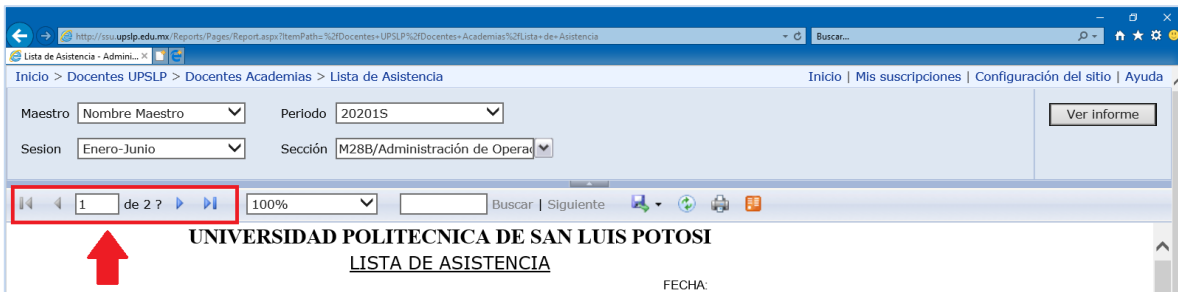 http://ssu.upslp.edu.mx/Reports/Pages/Report.aspx?ItemPath=%2fDocentes+UPSLP%2fDocentes+Academias%2fLista+de+Asistencia Buscar...
Lista de Asistencia - Admini...
Inicio > Docentes UPSLP > Docentes Academias > Lista de Asistencia Inicio | Mis suscripciones | Configuración del sitio | Ayuda
Maestro Nombre Maestro Periodo 20201S Ver informe
Sesion Enero-Junio Sección M28B/Administración de Operac
1 de 2 ? 100% Buscar | Siguiente
UNIVERSIDAD POLITECNICA DE SAN LUIS POTOSI
LISTA DE ASISTENCIA
FECHA: